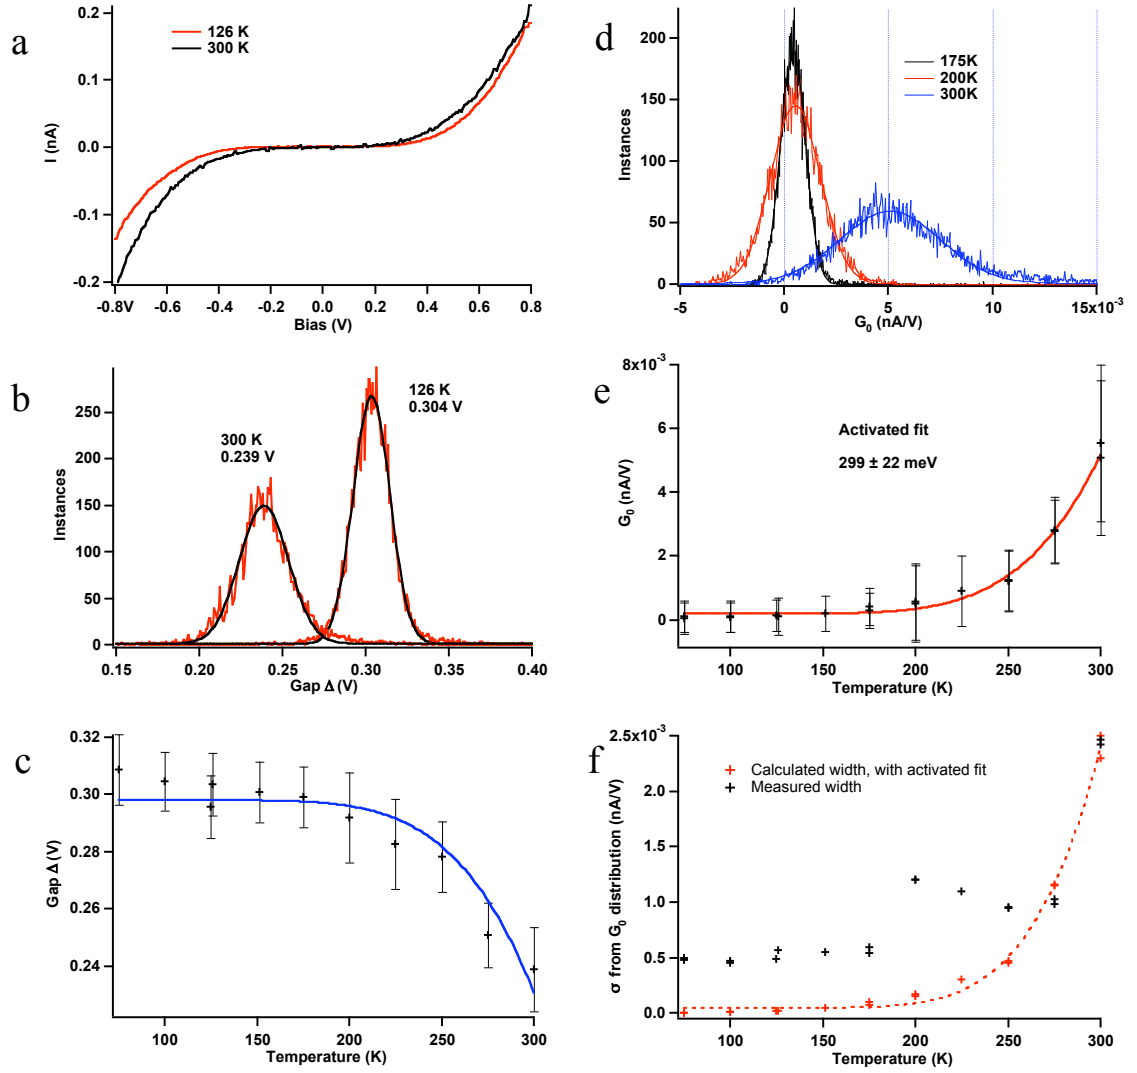 a
126 K
300 K
I (nA)
0.2
0.1
0.0
-0.1
-0.2
-0.8
-0.6
-0.4
-0.2
0.0
0.2
0.4
0.6
0.8
Bias (V)
d
175K
200K
300K
Instances
200
150
100
50
0
-5
0
5
10
15x10⁻³
G₀ (nA/V)
b
300 K
0.239 V
126 K
0.304 V
Instances
250
200
150
100
50
0
0.15
0.20
0.25
0.30
0.35
0.40
Gap Δ (V)
e
Activated fit
299 ± 22 meV
G₀ (nA/V)
8x10⁻³
6
4
2
0
100
150
200
250
300
Temperature (K)
c
Gap Δ (V)
0.32
0.30
0.28
0.26
0.24
100
150
200
250
300
Temperature (K)
f
Calculated width, with activated fit
Measured width
σ from G₀ distribution (nA/V)
2.5x10⁻³
2.0
1.5
1.0
0.5
0.0
100
150
200
250
300
Temperature (K)